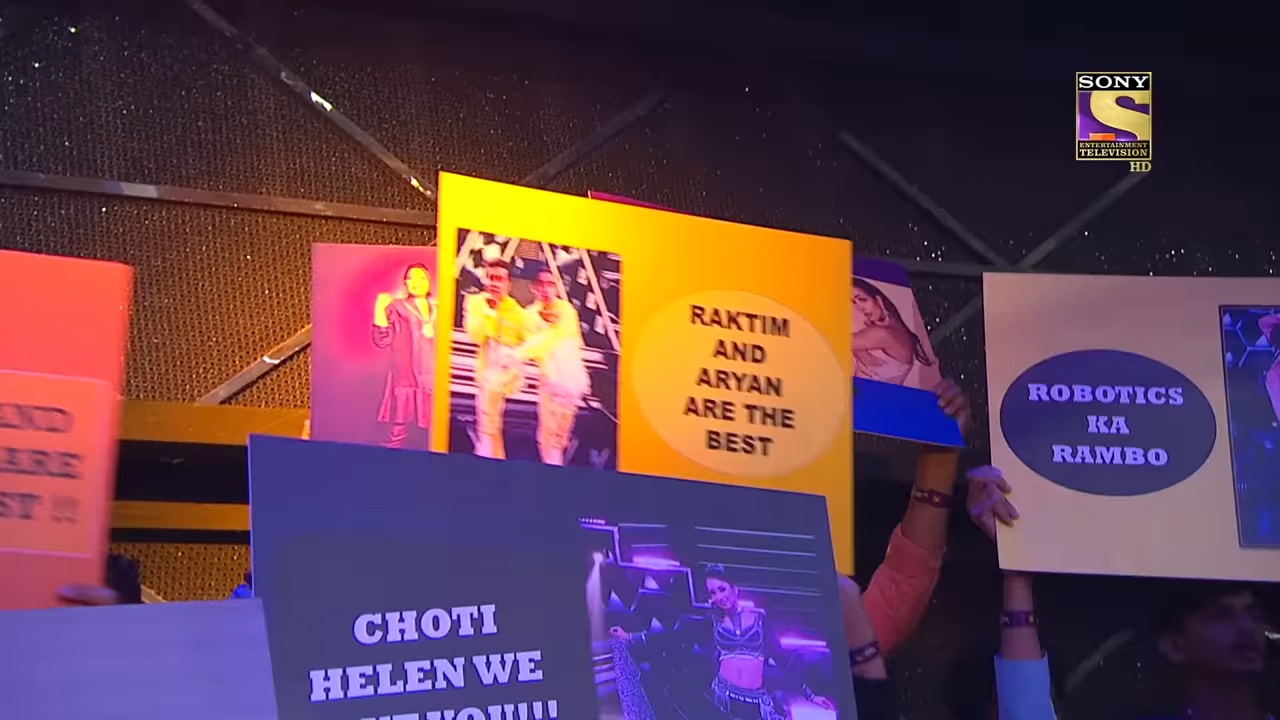 SONY
ENTERTAINMENT
TELEVISION
HD
RAKTIM
AND
ARYAN
ARE THE
BEST
ROBOTICS
KA
RAMBO
CHOTI
HELEN WE